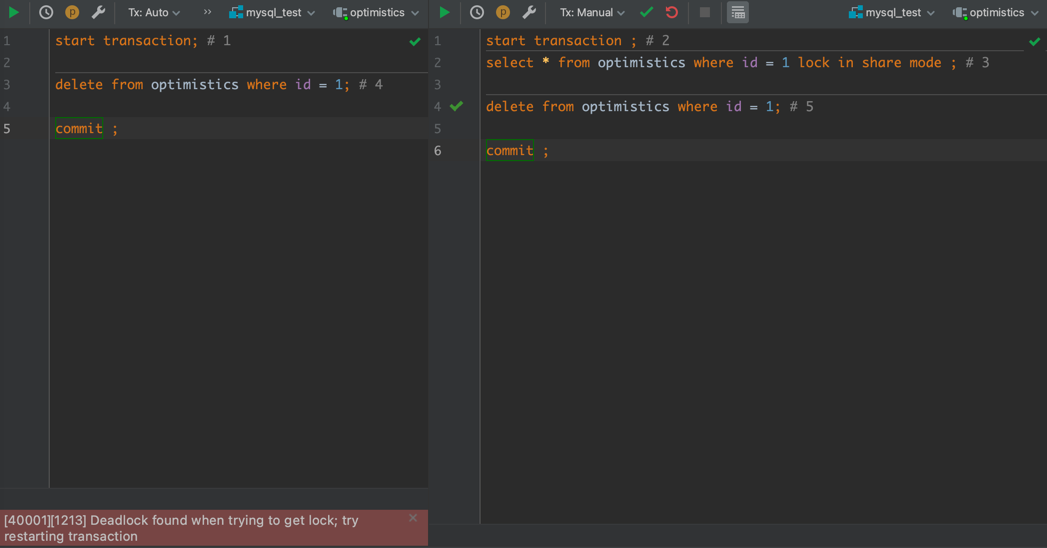 Tx: Auto
mysql_test
optimistics
Tx: Manual
mysql_test
optimistics
1 start transaction; # 1
2
3 delete from optimistics where id = 1; # 4
4
5 commit ;
[40001][1213] Deadlock found when trying to get lock; try
restarting transaction
1 start transaction ; # 2
2 select * from optimistics where id = 1 lock in share mode ; # 3
3
4 delete from optimistics where id = 1; # 5
5
6 commit ;